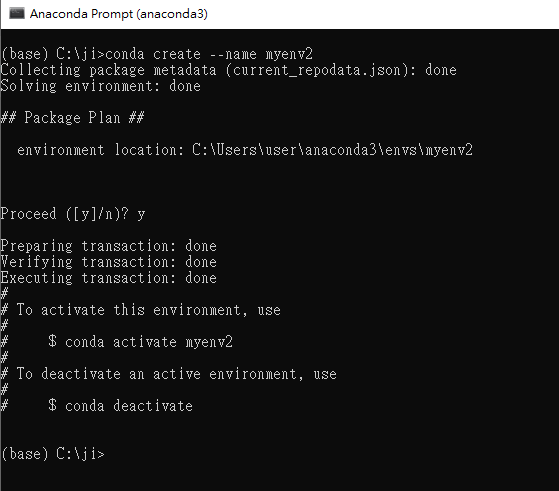 Anaconda Prompt (anaconda3)
(base) C:\ji>conda create --name myenv2
Collecting package metadata (current_repodata.json): done
Solving environment: done
## Package Plan ##
environment location: C:\Users\user\anaconda3\envs\myenv2
Proceed ([y]/n)? y
Preparing transaction: done
Verifying transaction: done
Executing transaction: done
#
# To activate this environment, use
#
#     $ conda activate myenv2
#
# To deactivate an active environment, use
#
#     $ conda deactivate
(base) C:\ji>